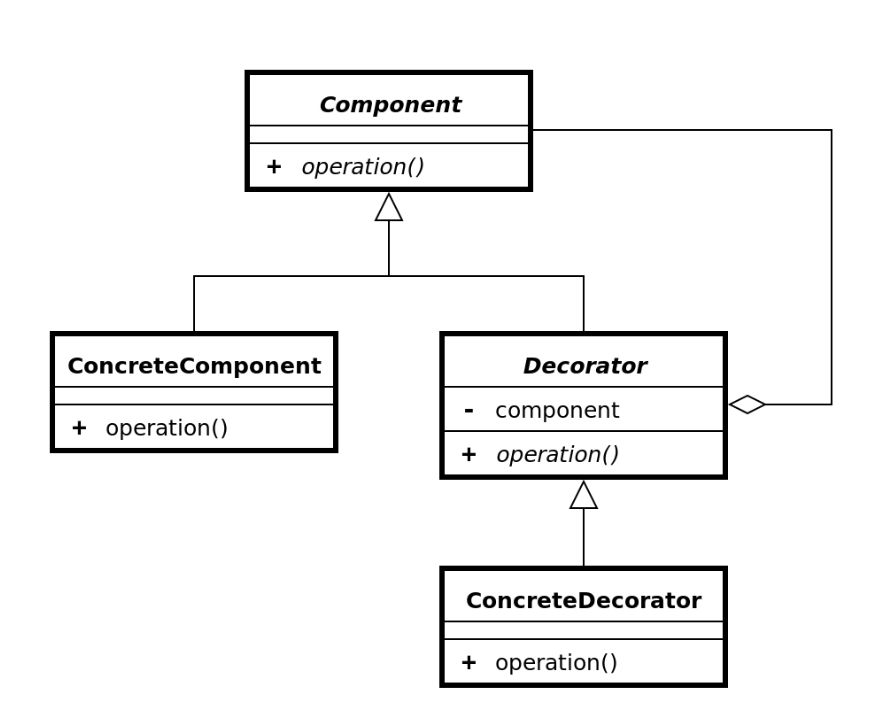 Component
+ operation()
ConcreteComponent
+ operation()
Decorator
- component
+ operation()
ConcreteDecorator
+ operation()